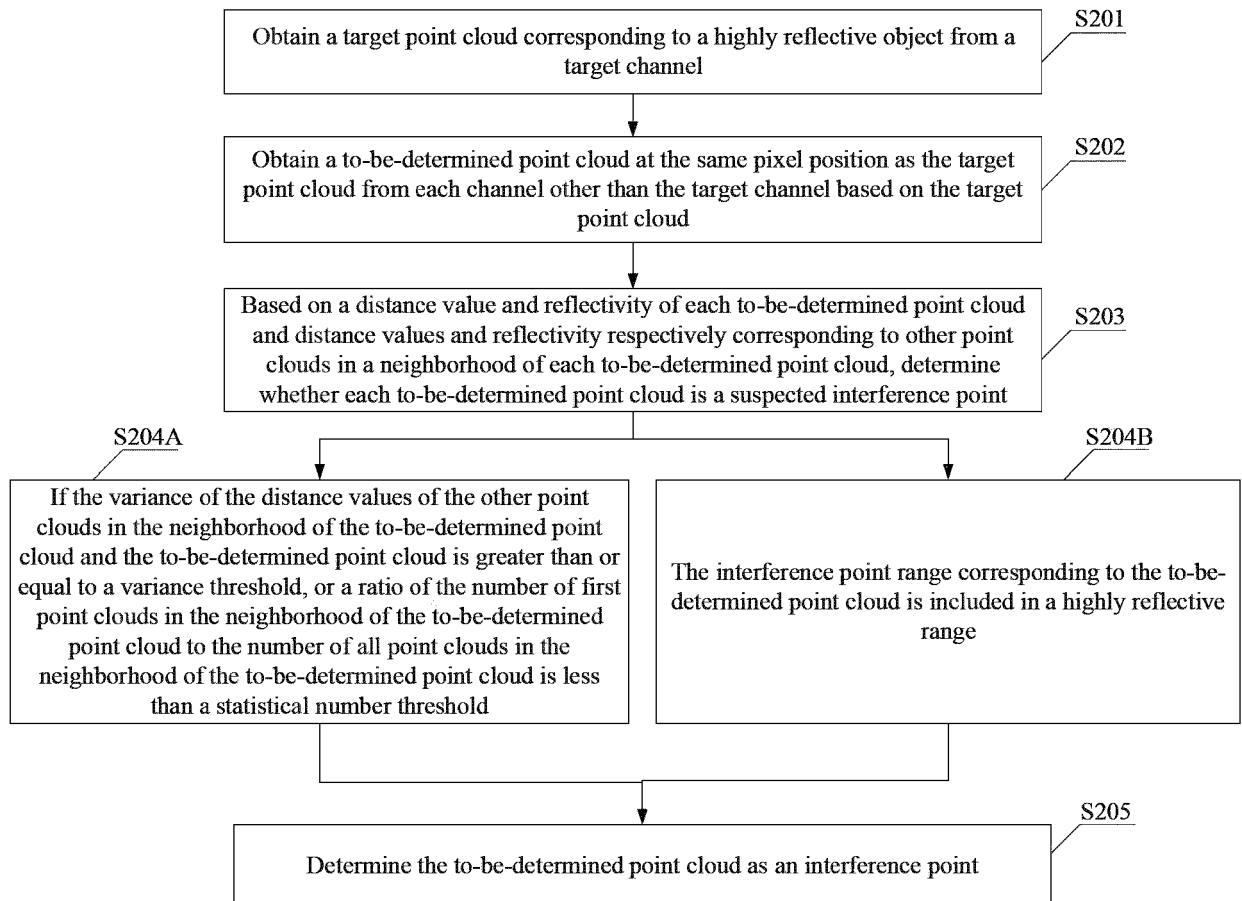 S201
Obtain a target point cloud corresponding to a highly reflective object from a
target channel
S202
Obtain a to-be-determined point cloud at the same pixel position as the target
point cloud from each channel other than the target channel based on the target
point cloud
S203
Based on a distance value and reflectivity of each to-be-determined point cloud
and distance values and reflectivity respectively corresponding to other point
clouds in a neighborhood of each to-be-determined point cloud, determine
whether each to-be-determined point cloud is a suspected interference point
S204A
If the variance of the distance values of the other point
clouds in the neighborhood of the to-be-determined point
cloud and the to-be-determined point cloud is greater than or
equal to a variance threshold, or a ratio of the number of first
point clouds in the neighborhood of the to-be-determined
point cloud to the number of all point clouds in the
neighborhood of the to-be-determined point cloud is less
than a statistical number threshold
S204B
The interference point range corresponding to the to-be-
determined point cloud is included in a highly reflective
range
S205
Determine the to-be-determined point cloud as an interference point